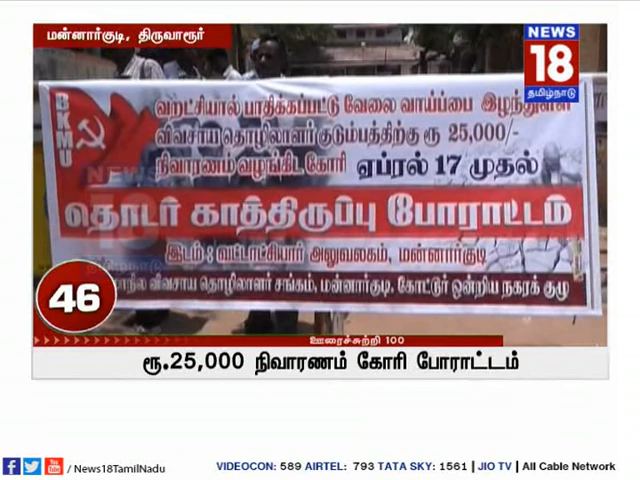 மன்னார்குடி, திருவாரூர்
NEWS
18
தமிழ்நாடு
BKMU
வறட்சியால் பாதிக்கப்பட்டு வேலை வாய்ப்பை இழந்துள்ள
விவசாய தொழிலாளர் குடும்பத்திற்கு ரூ 25,000/-
நிவாரணம் வழங்கிட கோரி ஏப்ரல் 17 முதல்
தொடர் காத்திருப்பு போராட்டம்
இடம் : வட்டாட்சியர் அலுவலகம், மன்னார்குடி
விவசாய தொழிலாளர் சங்கம், மன்னார்குடி, கோட்டூர் ஒன்றிய நகரக் குழு
46
ஊரைச்சுற்றி 100
ரூ.25,000 நிவாரணம் கோரி போராட்டம்
/ News18TamilNadu
VIDEOCON: 589 AIRTEL: 793 TATA SKY: 1561 | JIO TV | All Cable Network